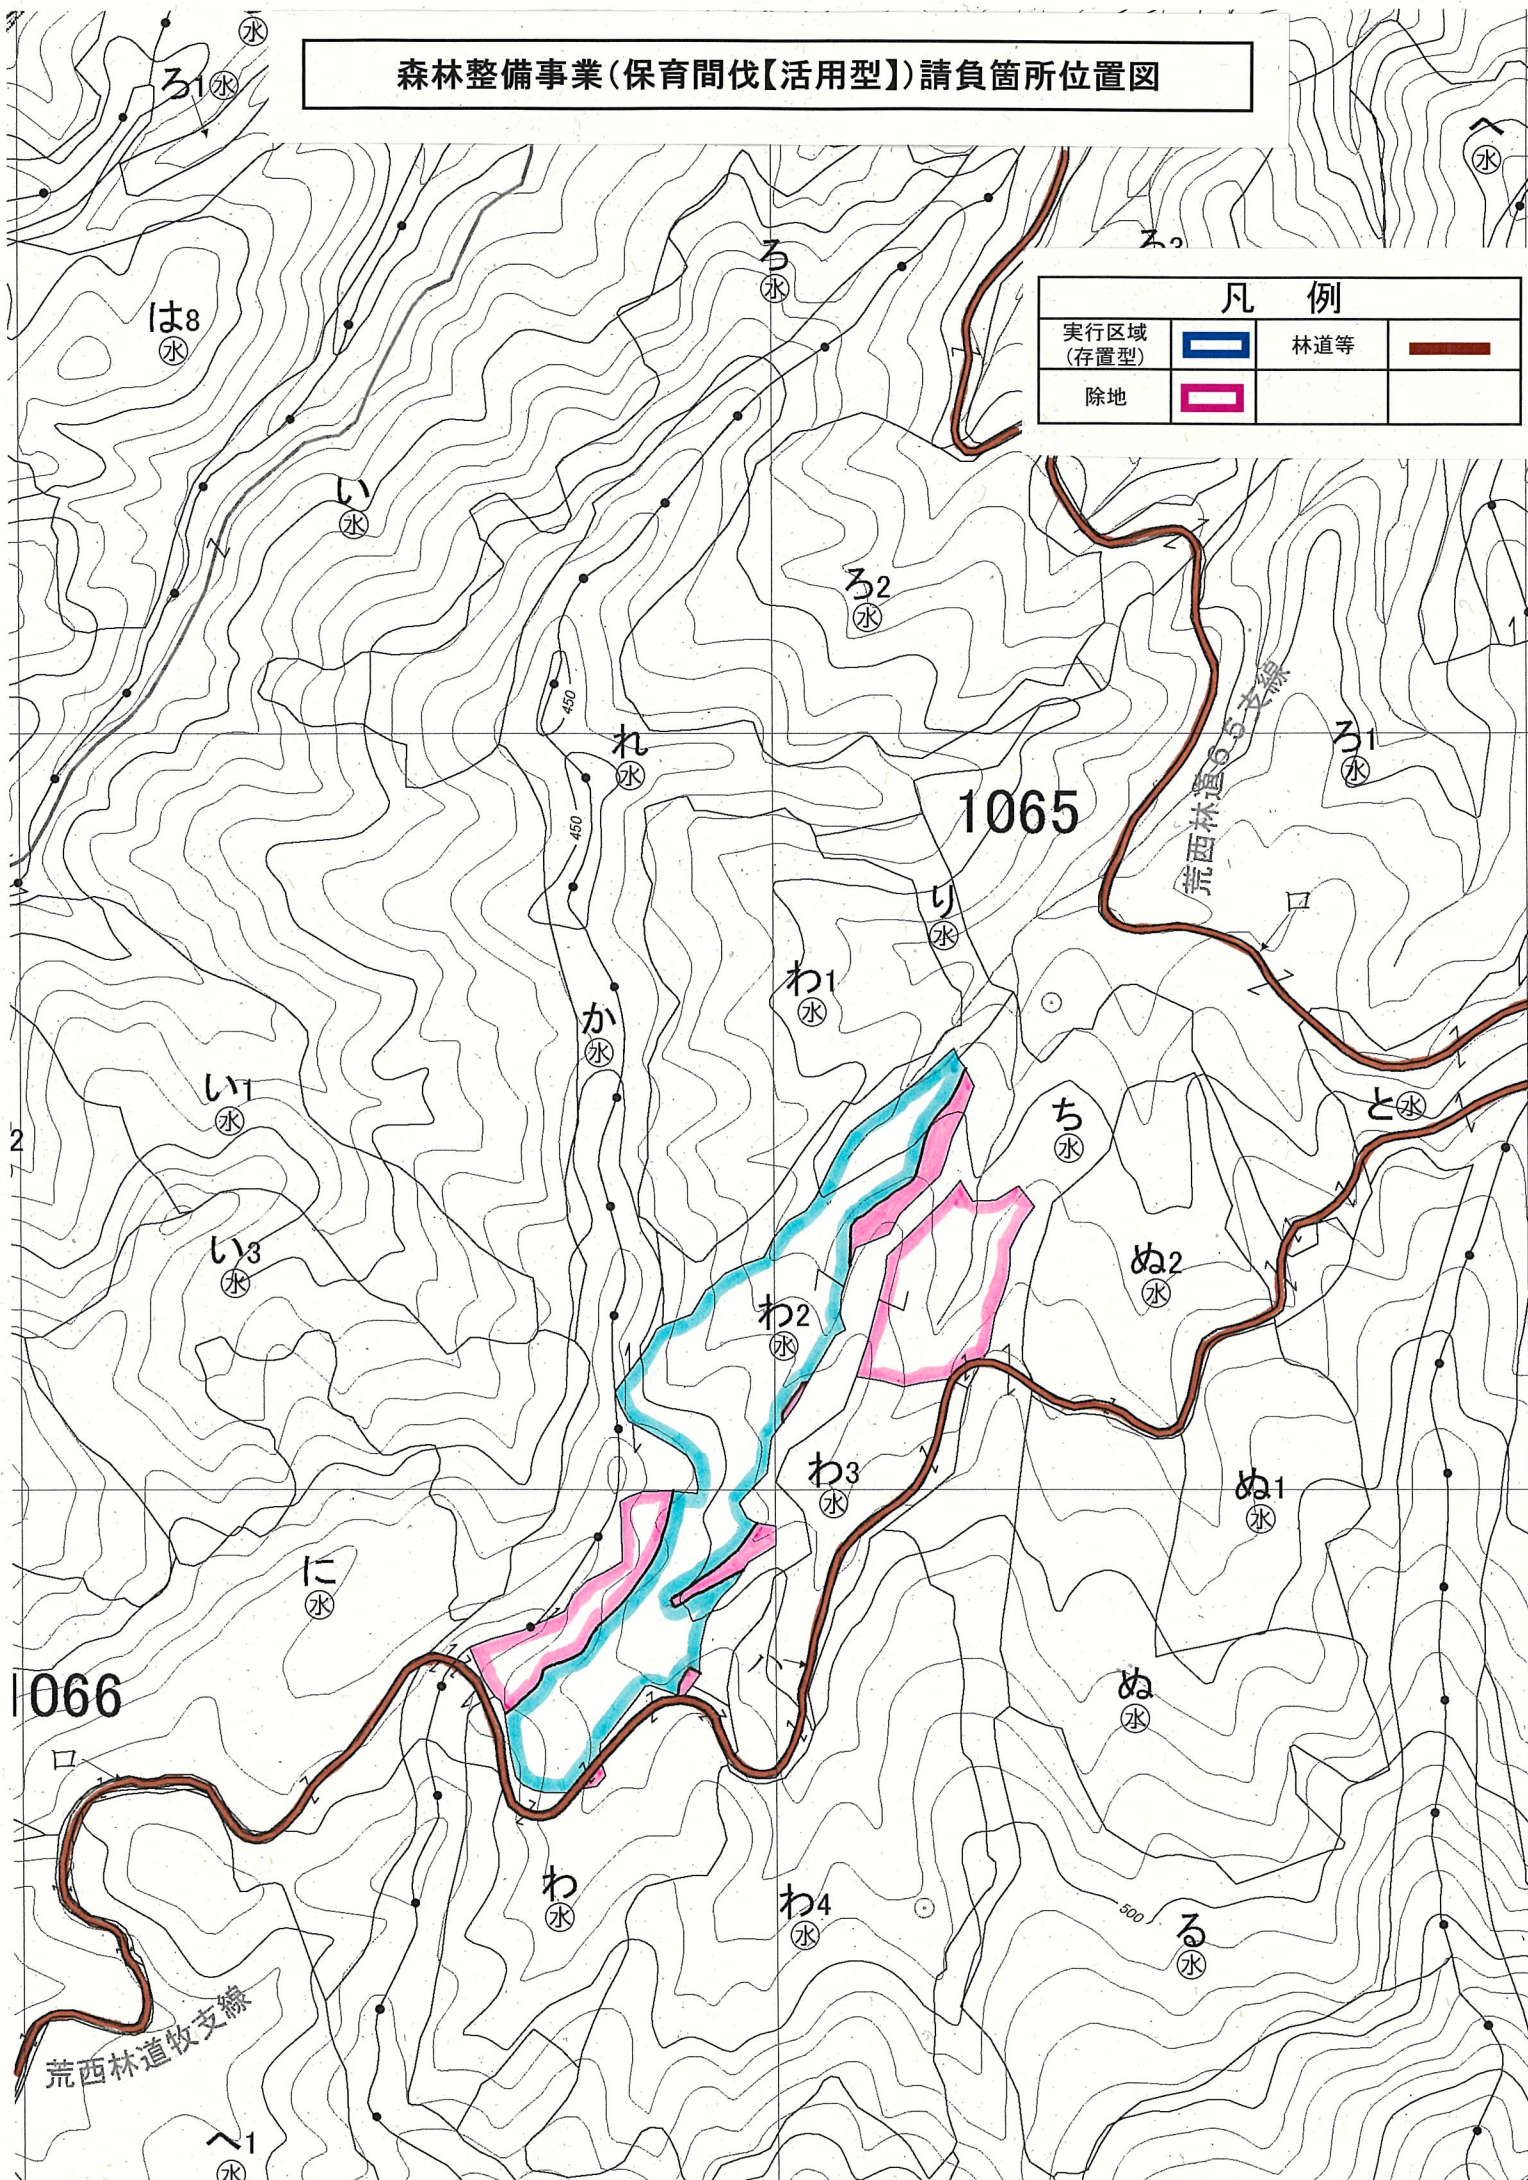 ㊌
ろ1㊌
森林整備事業(保育間伐【活用型】)請負箇所位置図
へ
㊌
ろ
㊌
は8
㊌
凡 例
実行区域
(存置型)
林道等
除地
い
㊌
ろ2
㊌
450
れ
㊌
450
荒西林道65支線
ろ1
㊌
1065
ロ
り
㊌
わ1
㊌
か
㊌
い1
㊌
2
ち
㊌
と㊌
い3
㊌
ぬ2
㊌
わ2
㊌
わ3
㊌
ぬ1
㊌
に
㊌
ハ
1066
ぬ
㊌
ロ
わ
㊌
わ4
㊌
500
る
㊌
荒西林道牧支線
へ1
㊌